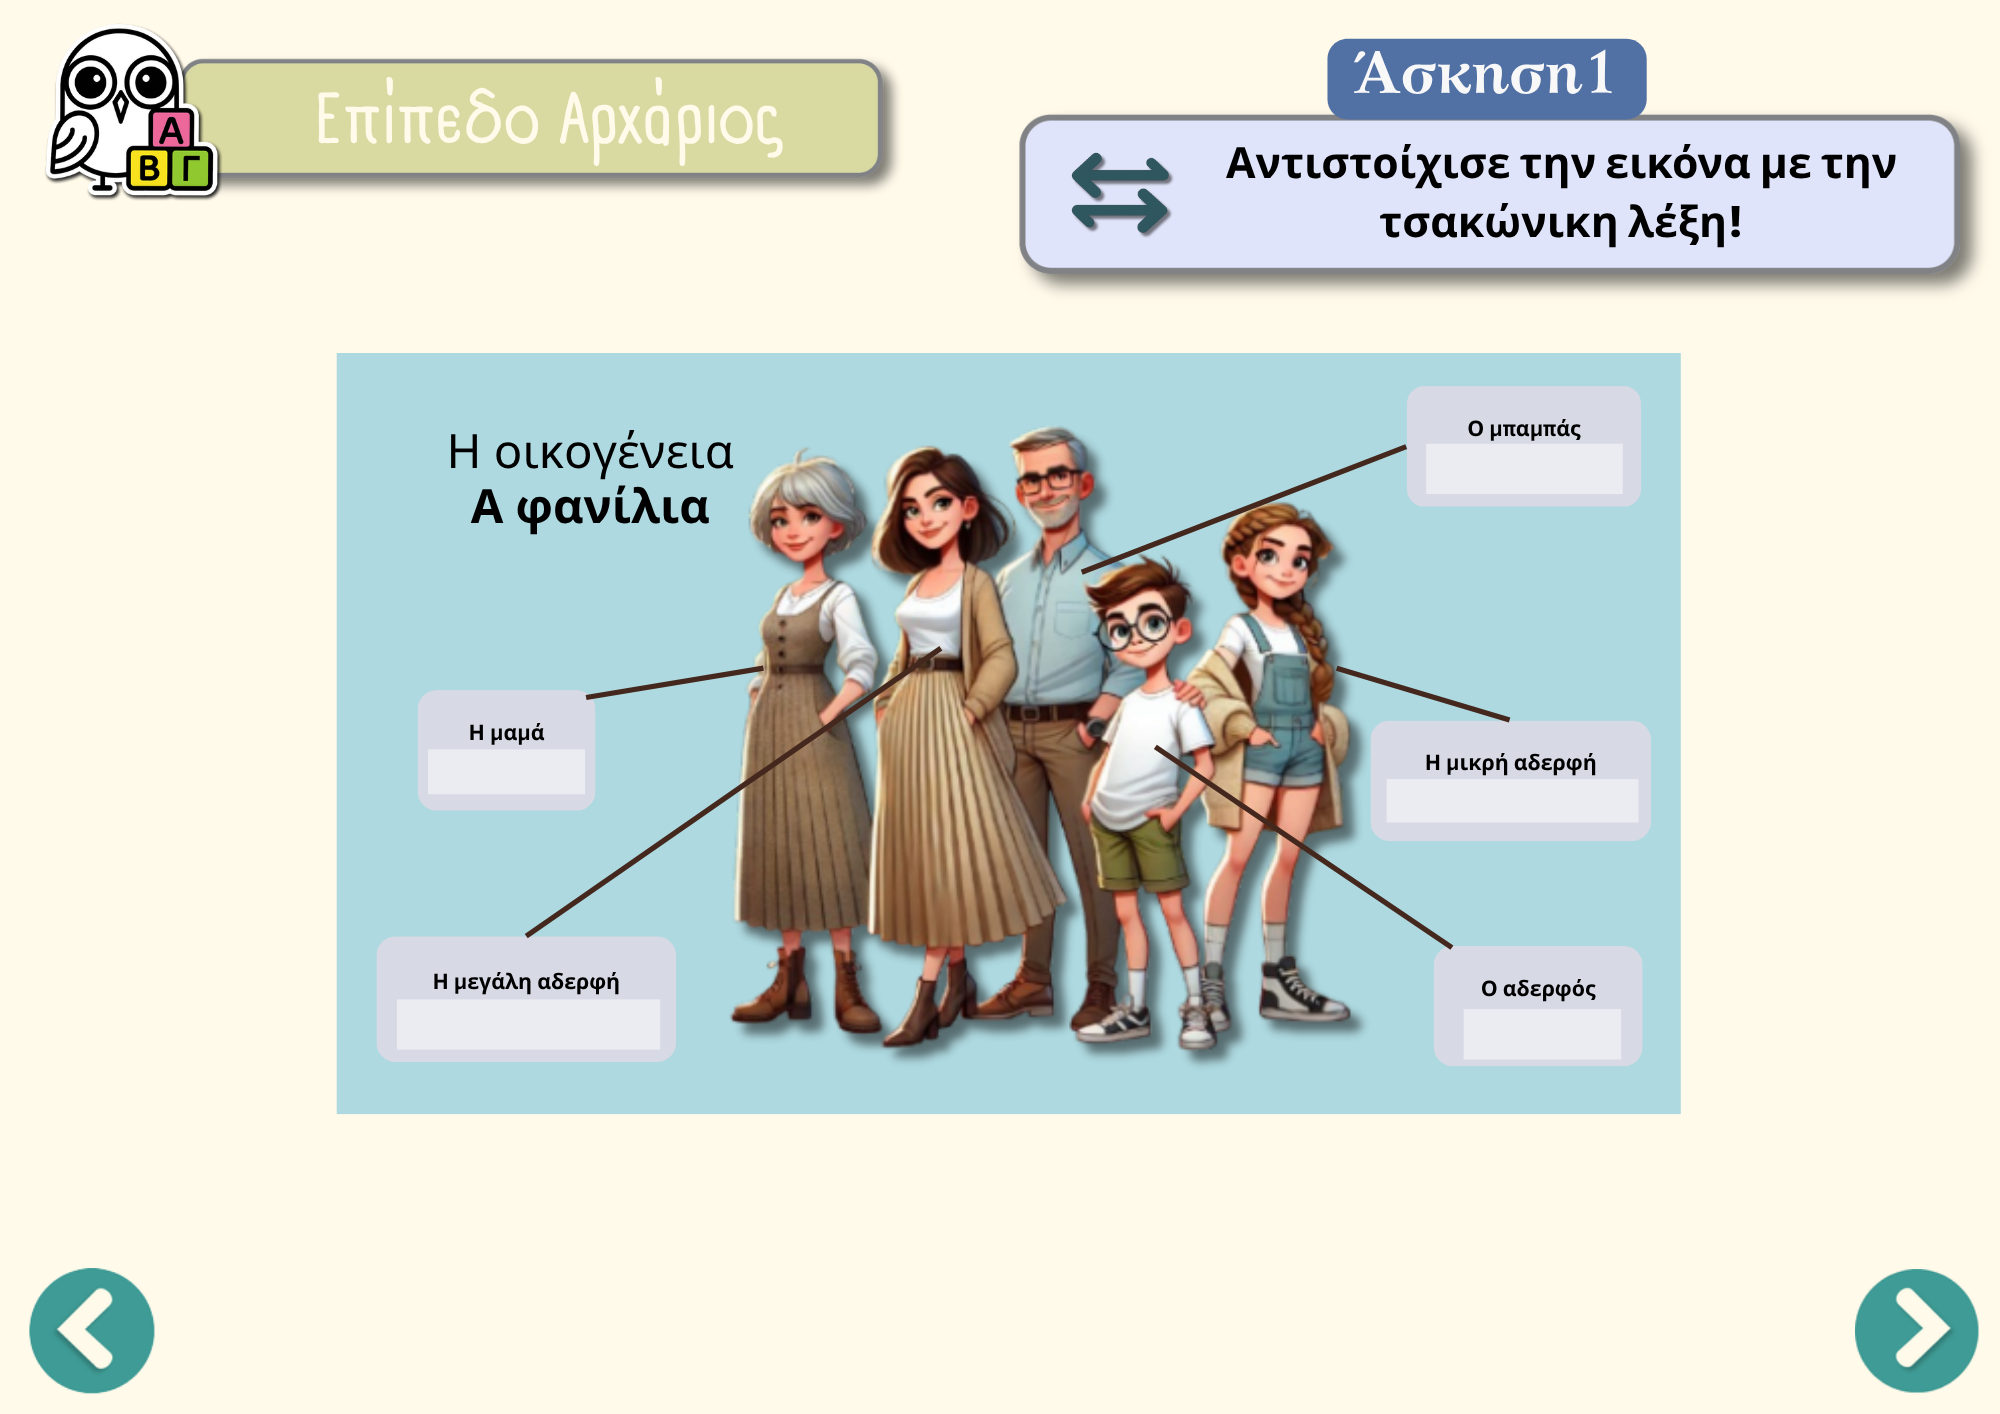 Α
Β Γ
Επίπεδο Αρχάριος
Άσκηση 1
Αντιστοίχισε την εικόνα με την
τσακώνικη λέξη!
Η οικογένεια
Α φανίλια
Ο μπαμπάς
Η μαμά
Η μικρή αδερφή
Η μεγάλη αδερφή
Ο αδερφός